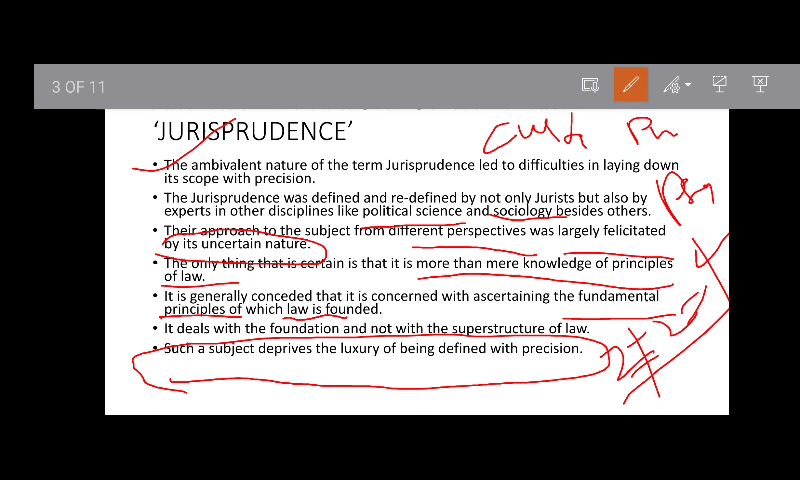 3 OF 11
'JURISPRUDENCE'
• The ambivalent nature of the term Jurisprudence led to difficulties in laying down
its scope with precision.
• The Jurisprudence was defined and re-defined by not only Jurists but also by
experts in other disciplines like political science and sociology besides others.
• Their approach to the subject from different perspectives was largely felicitated
by its uncertain nature.
• The only thing that is certain is that it is more than mere knowledge of principles
of law.
• It is generally conceded that it is concerned with ascertaining the fundamental
principles of which law is founded.
• It deals with the foundation and not with the superstructure of law.
• Such a subject deprives the luxury of being defined with precision.